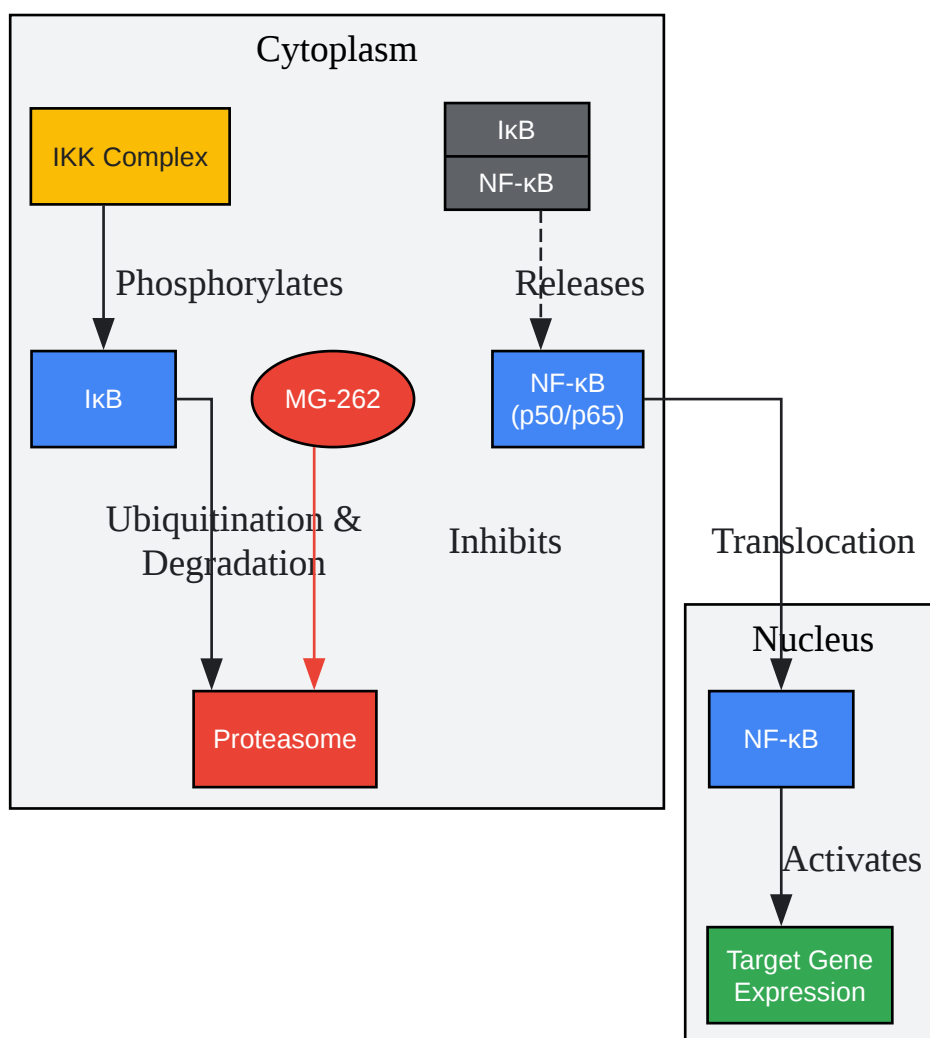 Cytoplasm
IKK Complex
IκB
NF-κB
Phosphorylates
Releases
IκB
MG-262
NF-κB
(p50/p65)
Ubiquitination &
Degradation
Inhibits
Translocation
Nucleus
Proteasome
NF-κB
Activates
Target Gene
Expression